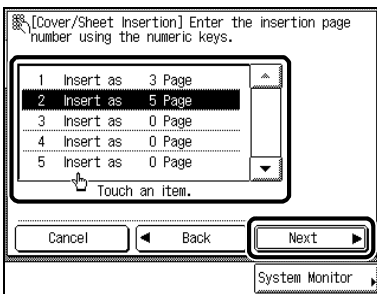 [Cover/Sheet Insertion] Enter the insertion page
number using the numeric keys.
1 Insert as 3 Page
2 Insert as 5 Page
3 Insert as 0 Page
4 Insert as 0 Page
5 Insert as 0 Page
Touch an item.
Cancel Back Next
System Monitor